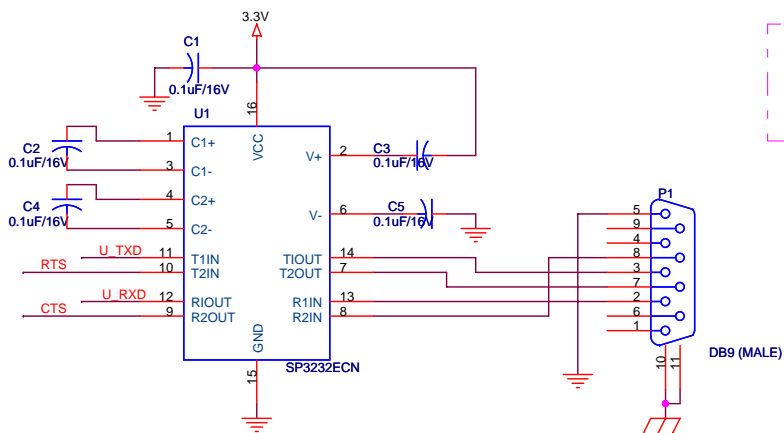 3.3V
C1
0.1uF/16V
U1
16
VCC
C2
0.1uF/16V
1
C1+
3
C1-
C4
0.1uF/16V
4
C2+
5
C2-
V+
2
C3
0.1uF/16V
V-
6
C5
0.1uF/16V
U_TXD
11
T1IN
RTS
10
T2IN
U_RXD
12
RIOUT
CTS
9
R2OUT
TIOUT
14
T2OUT
7
R1IN
13
R2IN
8
GND
15
SP3232ECN
P1
5
9
4
8
3
7
2
6
1
10
11
DB9 (MALE)